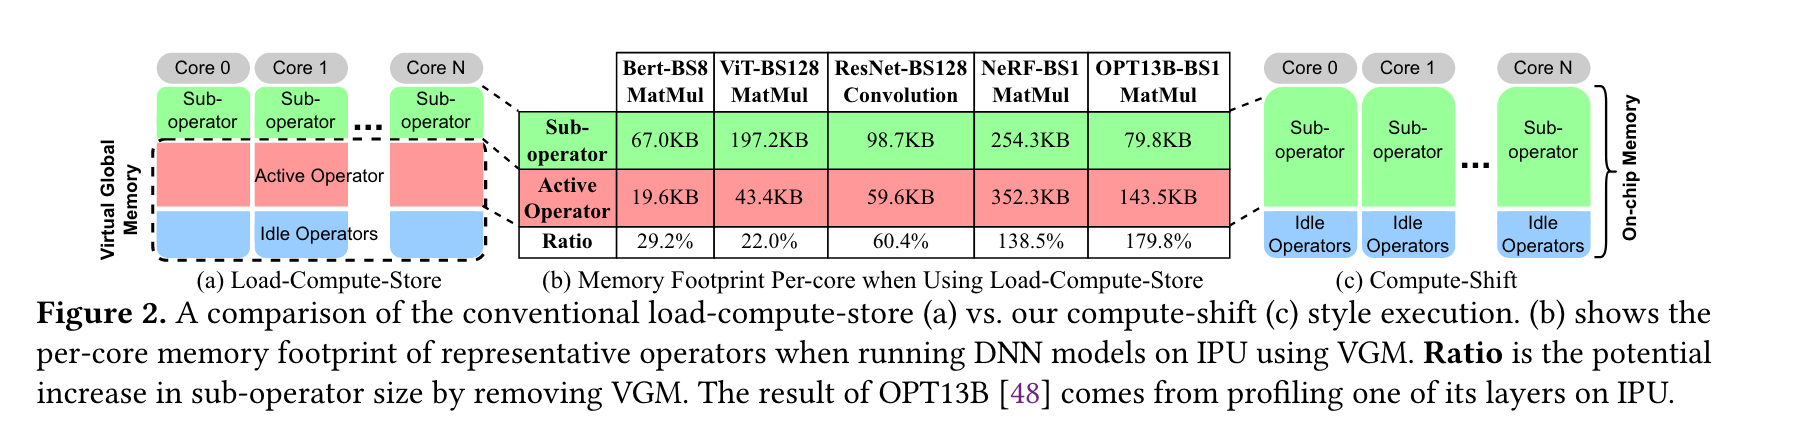 Core 0 Core 1 Core N
Sub-operator Sub-operator ... Sub-operator
Virtual Global Memory
Active Operator
Idle Operators
(a) Load-Compute-Store
Bert-BS8 MatMul ViT-BS128 MatMul ResNet-BS128 Convolution NeRF-BS1 MatMul OPT13B-BS1 MatMul
Sub-operator 67.0KB 197.2KB 98.7KB 254.3KB 79.8KB
Active Operator 19.6KB 43.4KB 59.6KB 352.3KB 143.5KB
Ratio 29.2% 22.0% 60.4% 138.5% 179.8%
(b) Memory Footprint Per-core when Using Load-Compute-Store
Core 0 Core 1 Core N
Sub-operator Sub-operator ... Sub-operator
Idle Operators Idle Operators Idle Operators
On-chip Memory
(c) Compute-Shift
Figure 2. A comparison of the conventional load-compute-store (a) vs. our compute-shift (c) style execution. (b) shows the
per-core memory footprint of representative operators when running DNN models on IPU using VGM. Ratio is the potential
increase in sub-operator size by removing VGM. The result of OPT13B [48] comes from profiling one of its layers on IPU.